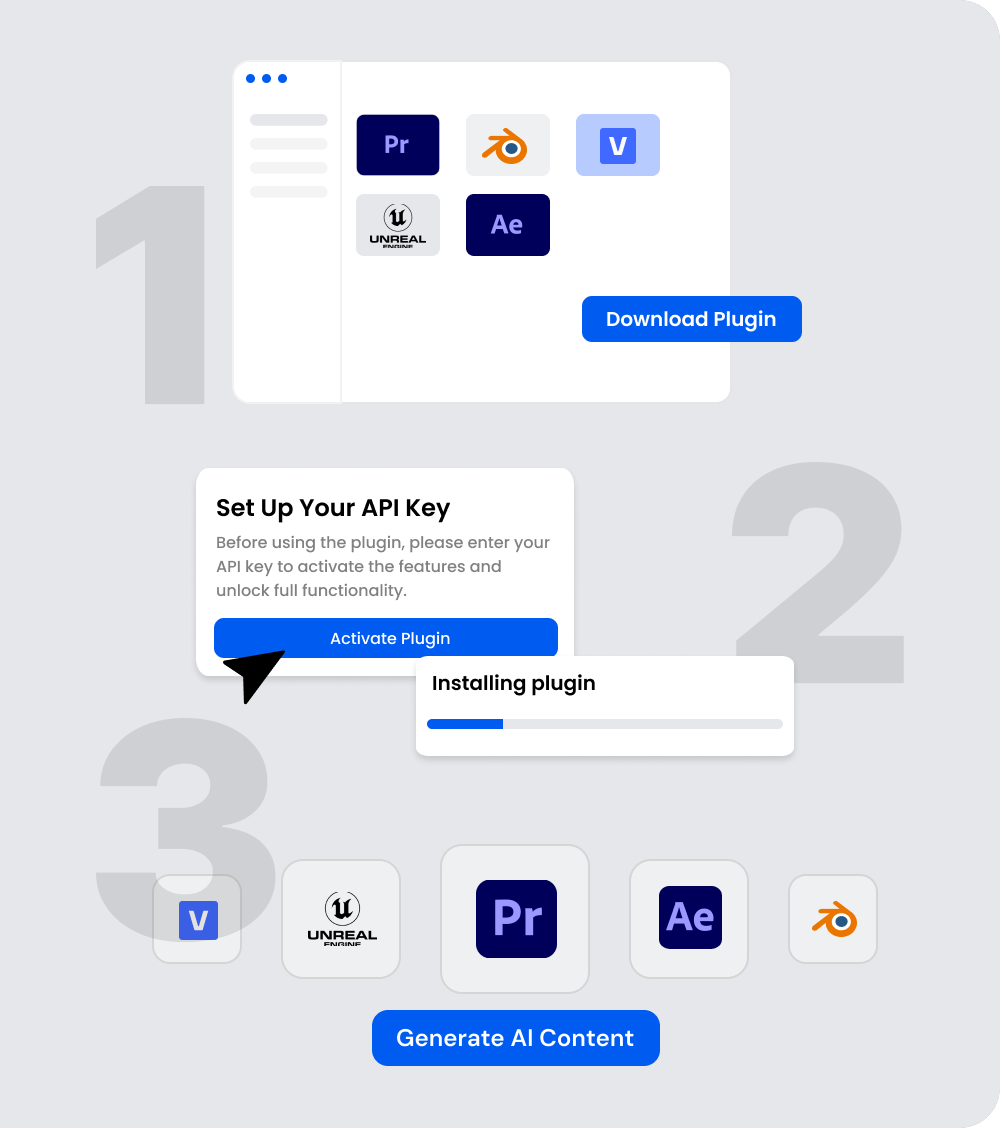 1
Pr
V
UNREAL
ENGINE
Ae
Download Plugin
2
Set Up Your API Key
Before using the plugin, please enter your
API key to activate the features and
unlock full functionality.
Activate Plugin
Installing plugin
3
V
UNREAL
ENGINE
Pr
Ae
Generate AI Content